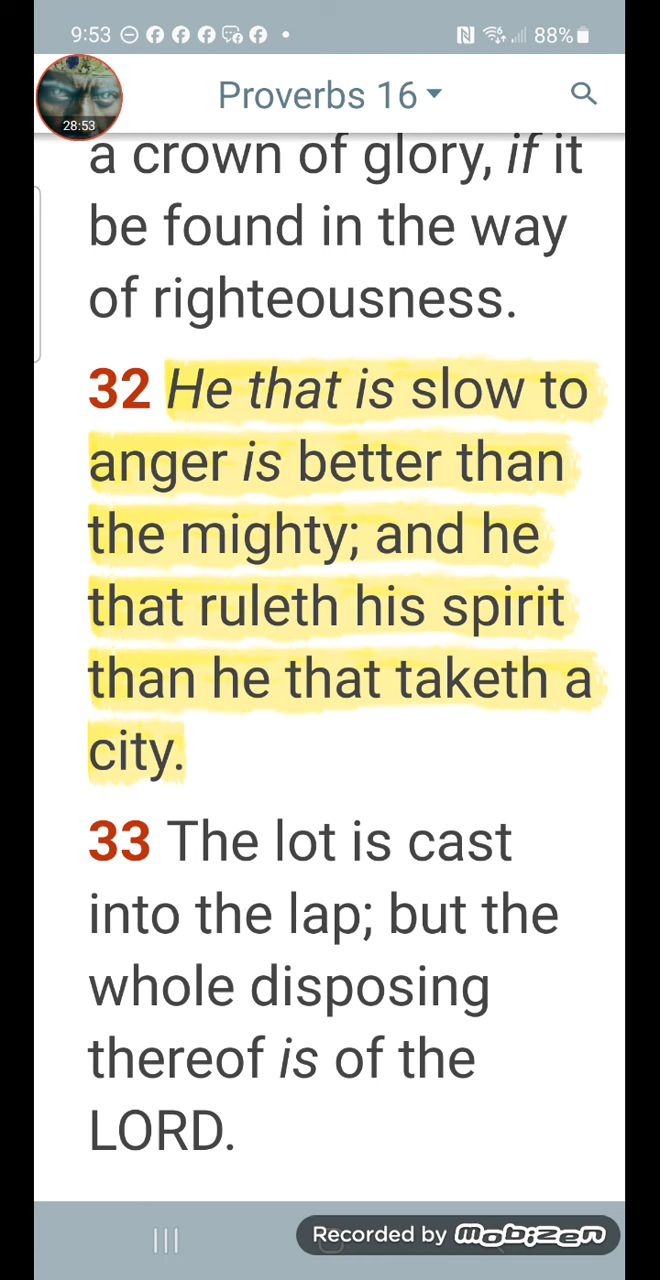 9:53
88%
28:53
Proverbs 16
a crown of glory, if it
be found in the way
of righteousness.
32 He that is slow to
anger is better than
the mighty; and he
that ruleth his spirit
than he that taketh a
city.
33 The lot is cast
into the lap; but the
whole disposing
thereof is of the
LORD.
Recorded by mobizen